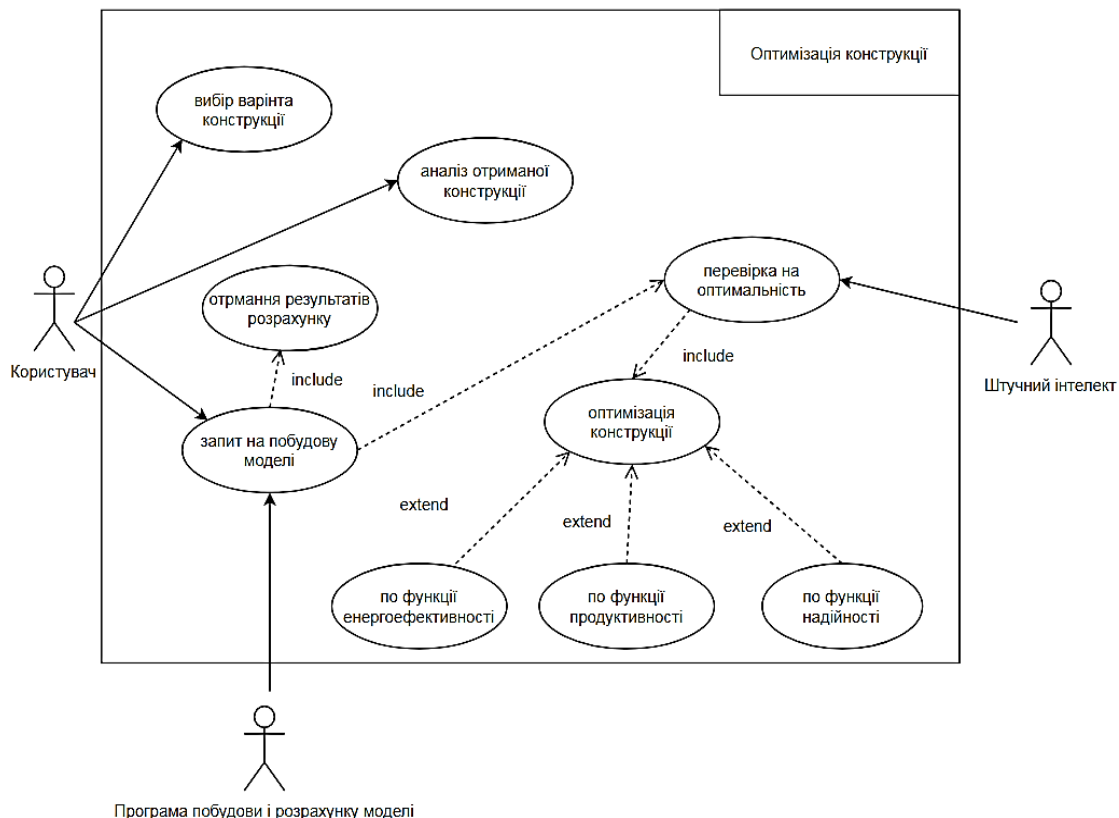 Оптимізація конструкції
вибір варінта
конструкції
аналіз отриманої
конструкції
перевірка на
оптимальність
отрмання результатів
розрахунку
include
include
include
Користувач
Штучний інтелект
оптимізація
конструкції
запит на побудову
моделі
extend
extend
extend
по функції
енергоефективності
по функції
продуктивності
по функції
надійності
Програма побудови і розрахунку моделі